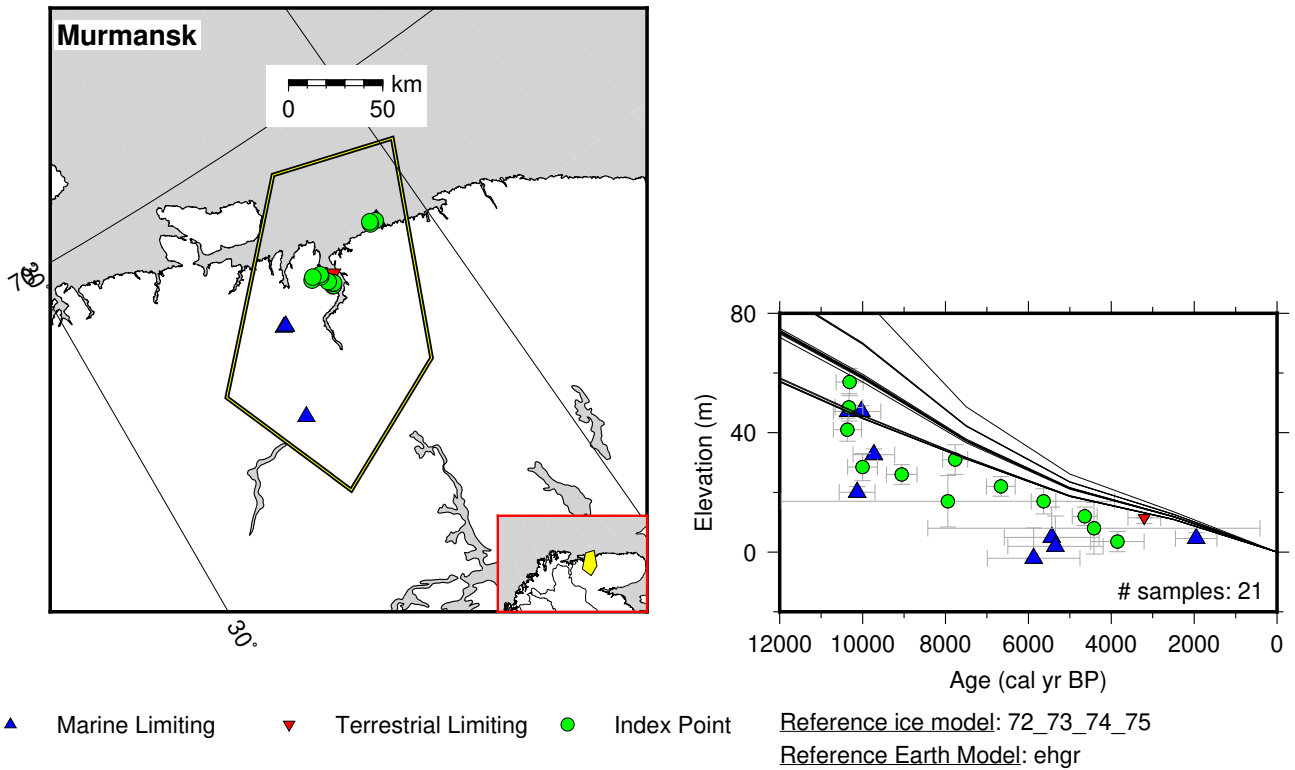 Murmansk
km
0 50
70°
30°
30°
80
40
0
Elevation (m)
# samples: 21
12000 10000 8000 6000 4000 2000 0
Age (cal yr BP)
Marine Limiting Terrestrial Limiting Index Point
Reference ice model: 72_73_74_75
Reference Earth Model: ehgr